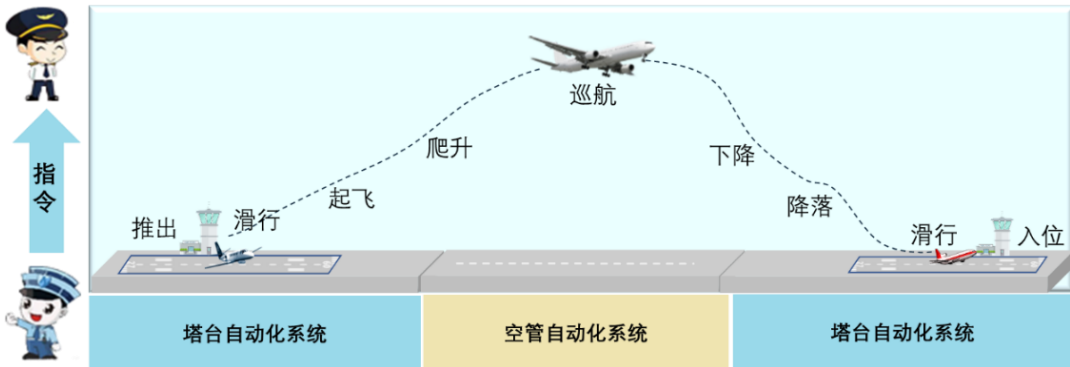 巡航
爬升
下降
起飞
降落
推出
滑行
滑行
入位
指令
塔台自动化系统
空管自动化系统
塔台自动化系统